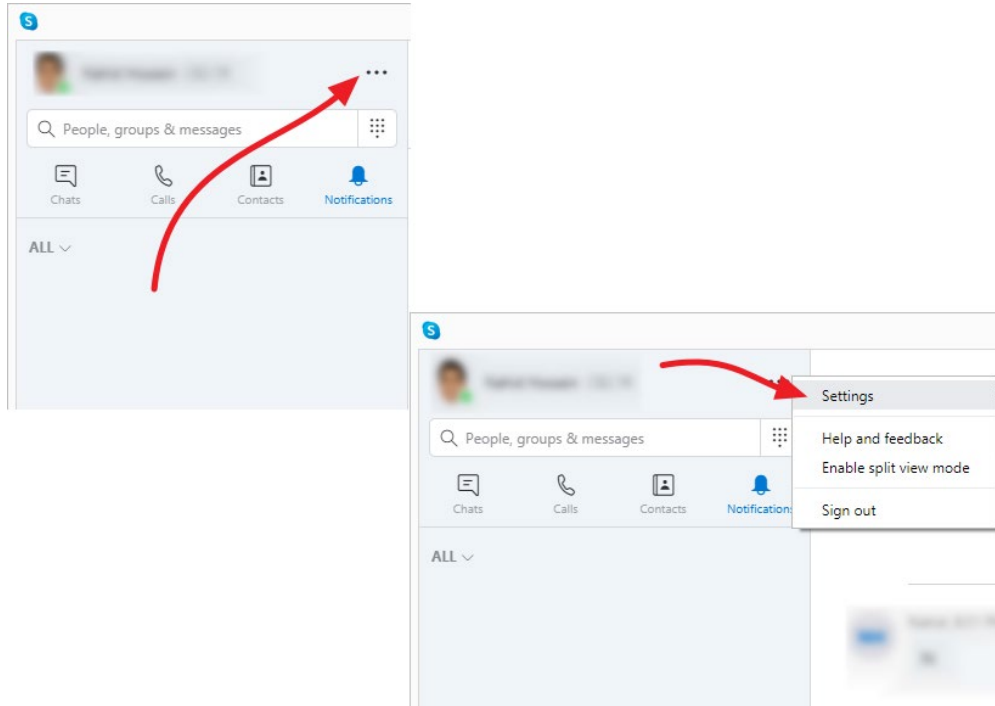 S
...
People, groups & messages
Chats Calls Contacts Notifications
ALL
S
People, groups & messages
Chats Calls Contacts Notification
ALL
Settings
Help and feedback
Enable split view mode
Sign out